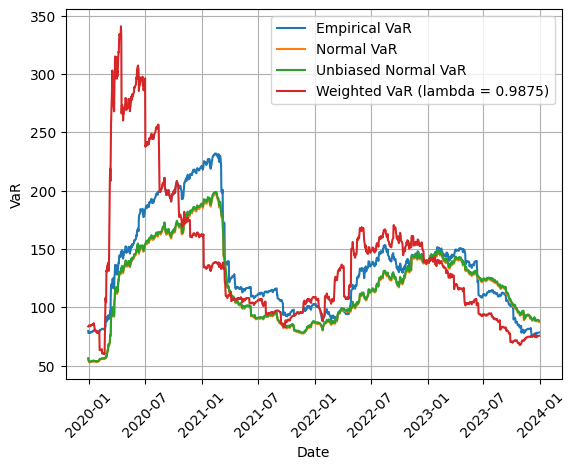 350
300
250
200
150
100
50
VaR
Empirical VaR
Normal VaR
Unbiased Normal VaR
Weighted VaR (lambda = 0.9875)
2020-01
2020-07
2021-01
2021-07
2022-01
2022-07
2023-01
2023-07
2024-01
Date